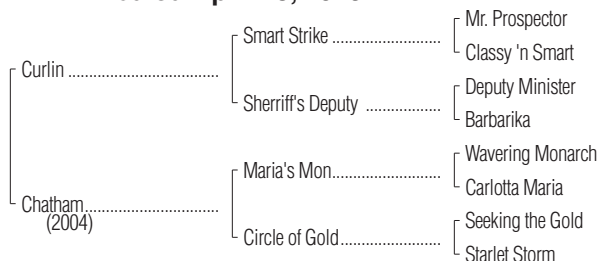 Mr. Prospector
Smart Strike ....................
Classy 'n Smart
Curlin ............................................
Deputy Minister
Sherriff's Deputy ....................
Barbarika
Wavering Monarch
Maria's Mon.....................
Carlotta Maria
Chatham.......................................
(2004)
Seeking the Gold
Circle of Gold....................
Starlet Storm